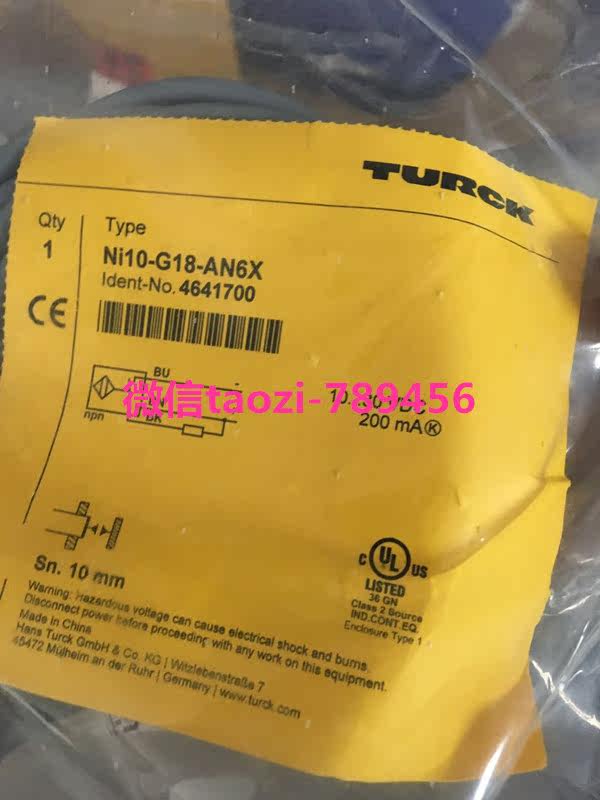 TURCK
Qty
1
Type
Ni10-G18-AN6X
Ident-No. 4641700
CE
BU
-
npn
BK
微信taozi-789456
VDC
200 mA Ⓚ
Sn. 10 mm
C UL US
LISTED
36 GN
Class 2 Source
IND.CONT.EQ.
Enclosure Type 1
Warning: Hazardous voltage can cause electrical shock and burns.
Disconnect power before proceeding with any work on this equipment.
Made in China
Hans Turck GmbH & Co. KG | Witzlebenstraße 7
45472 Mülheim an der Ruhr | Germany | www.turck.com